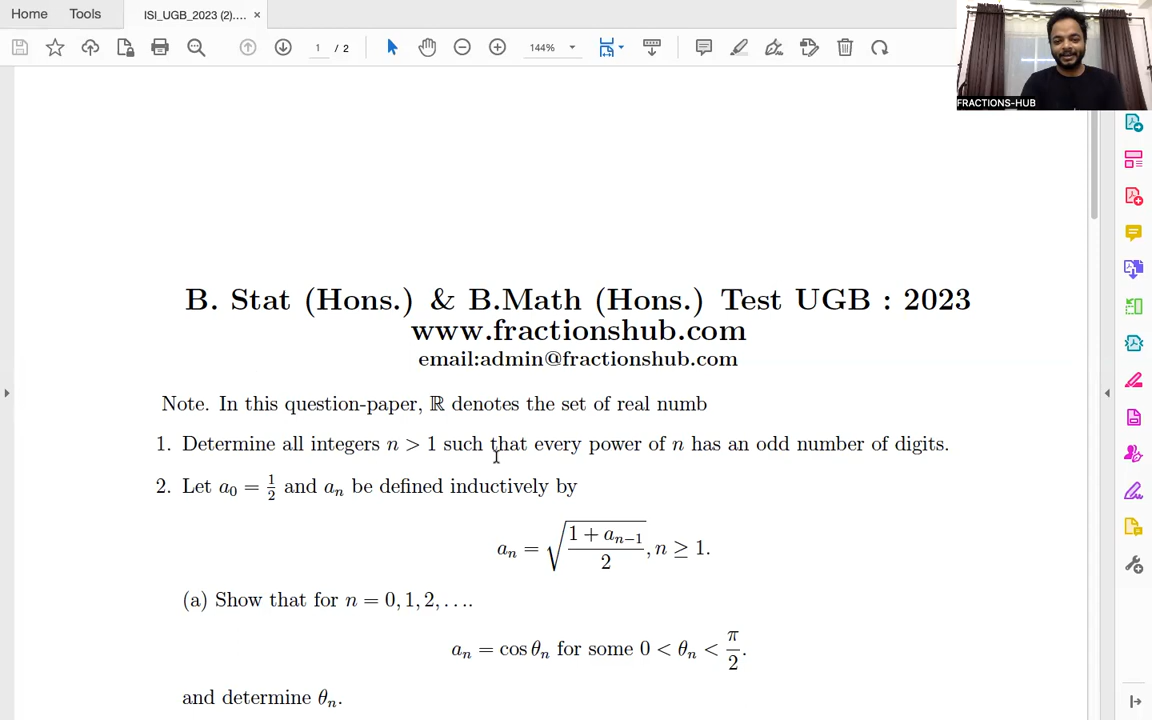 Home Tools ISI_UGB_2023 (2).... ×
1 / 2 144%
FRACTIONS-HUB
B. Stat (Hons.) & B.Math (Hons.) Test UGB : 2023
www.fractionshub.com
email:admin@fractionshub.com
Note. In this question-paper, ℝ denotes the set of real numb
1. Determine all integers n > 1 such that every power of n has an odd number of digits.
2. Let a₀ = 1/2 and aₙ be defined inductively by
aₙ = √((1 + aₙ₋₁)/2), n ≥ 1.
(a) Show that for n = 0, 1, 2, ....
aₙ = cos θₙ for some 0 < θₙ < π/2.
and determine θₙ.